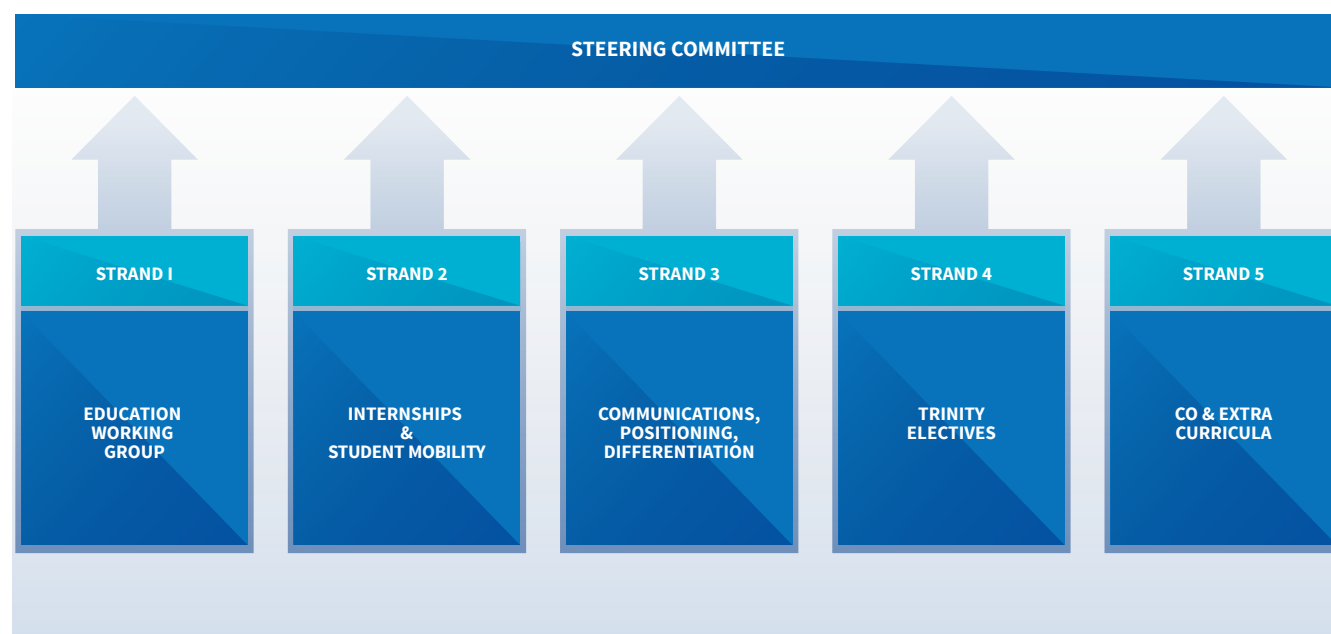 STEERING COMMITTEE
STRAND I
STRAND 2
STRAND 3
STRAND 4
STRAND 5
EDUCATION
WORKING
GROUP
INTERNSHIPS
&
STUDENT MOBILITY
COMMUNICATIONS,
POSITIONING,
DIFFERENTIATION
TRINITY
ELECTIVES
CO & EXTRA
CURRICULA